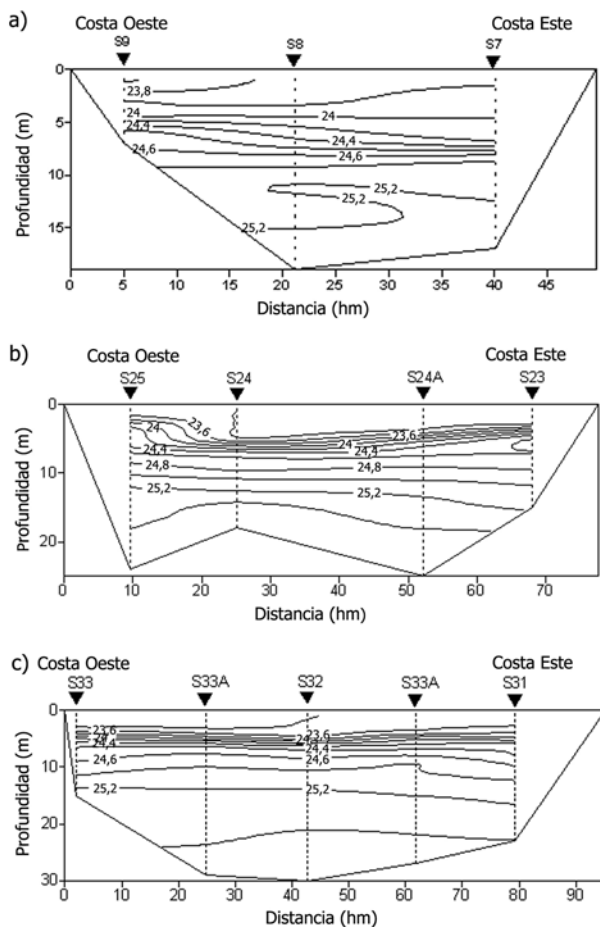 a)
Costa Oeste Costa Este
S9 S8 S7
0
23,8
24
5
24,4 24,4
24,6 24,6
10
25,2
25,2
15
25,2
Profundidad (m)
0 5 10 15 20 25 30 35 40 45
Distancia (hm)
b)
Costa Oeste Costa Este
S25 S24 S24A S23
0
23,6 23,6
24 24
24,4 24,4
24,8 24,8
10
25,2 25,2
20
Profundidad (m)
0 10 20 30 40 50 60 70
Distancia (hm)
c)
Costa Oeste Costa Este
S33 S33A S32 S33A S31
0
23,6 23,6
24,4 24,4
24,6 24,6
10
25,2 25,2
20
30
Profundidad (m)
0 10 20 30 40 50 60 70 80 90
Distancia (hm)